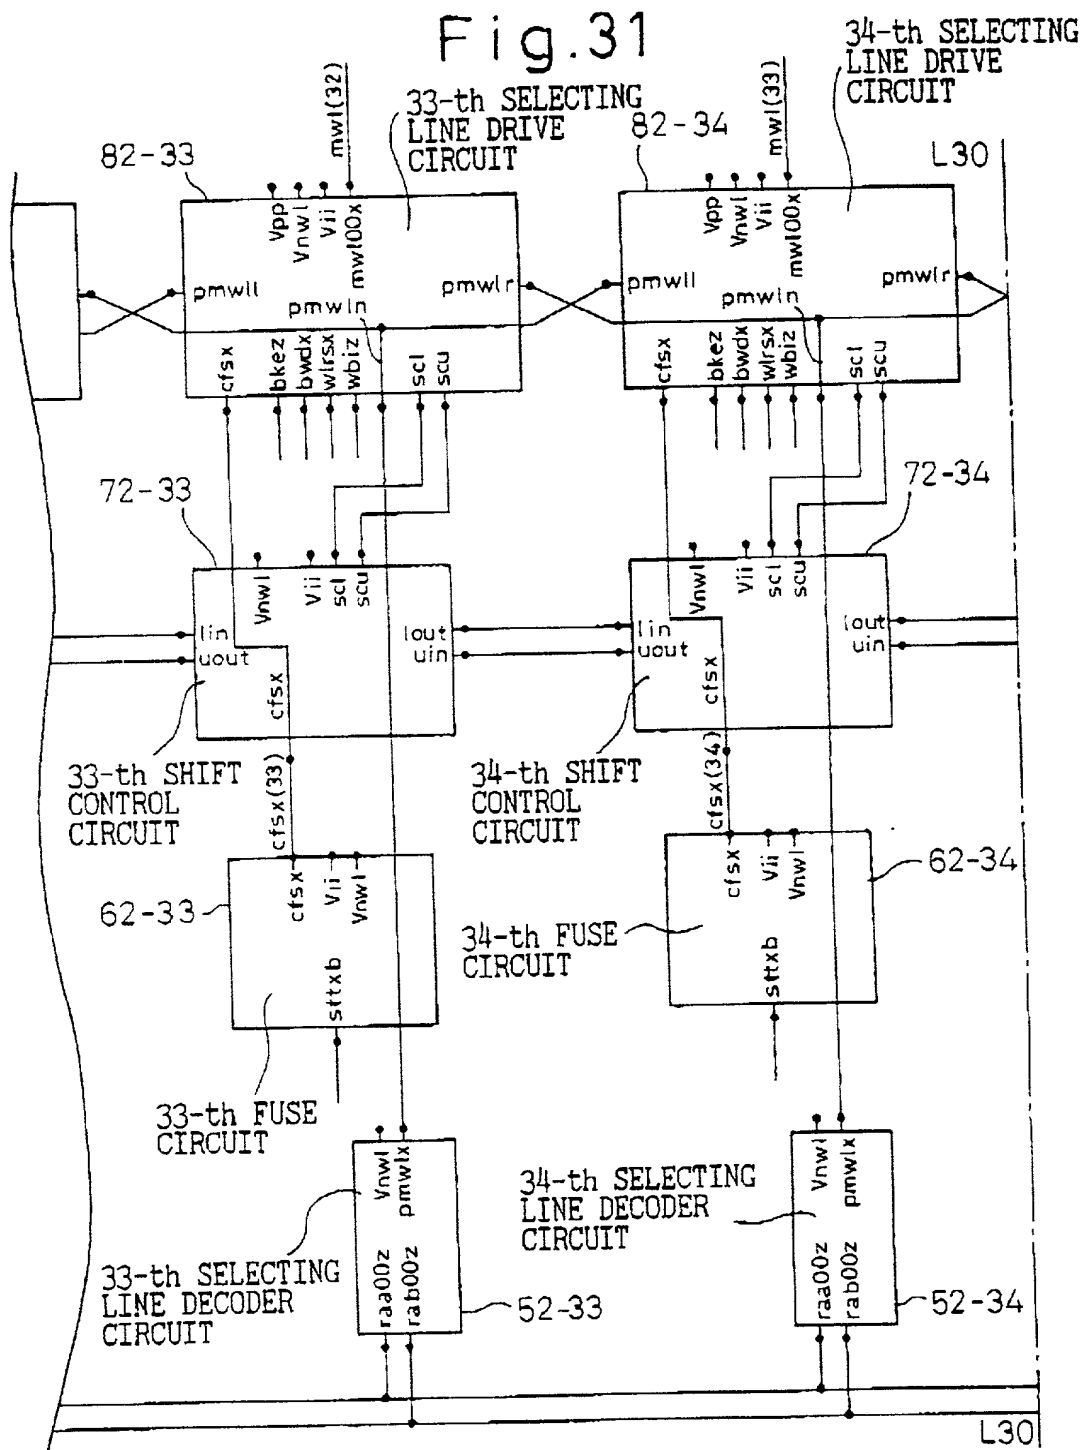 Fig.31
34-th SELECTING
LINE DRIVE
CIRCUIT
33-th SELECTING
LINE DRIVE
CIRCUIT
mwl(32)
mwl(33)
82-33
82-34
L30
Vpp
Vnwl
Vii
mwl00x
pmwll
pmwlr
pmwln
cfsx
bkez
bwdx
wlrsx
wbiz
scl
scu
Vpp
Vnwl
Vii
mwl00x
pmwll
pmwlr
pmwln
cfsx
bkez
bwdx
wlrsx
wbiz
scl
scu
72-33
72-34
Vnwl
Vii
scl
scu
lin
uout
lout
uin
cfsx
Vnwl
Vii
scl
scu
lin
uout
lout
uin
cfsx
33-th SHIFT
CONTROL
CIRCUIT
cfsx(33)
34-th SHIFT
CONTROL
CIRCUIT
cfsx(34)
62-33
cfsx
Vii
Vnwl
sttxb
62-34
cfsx
Vii
Vnwl
sttxb
34-th FUSE
CIRCUIT
33-th FUSE
CIRCUIT
Vnwl
pmwlx
raa00z
rab00z
34-th SELECTING
LINE DECODER
CIRCUIT
Vnwl
pmwlx
raa00z
rab00z
33-th SELECTING
LINE DECODER
CIRCUIT
52-33
52-34
L30